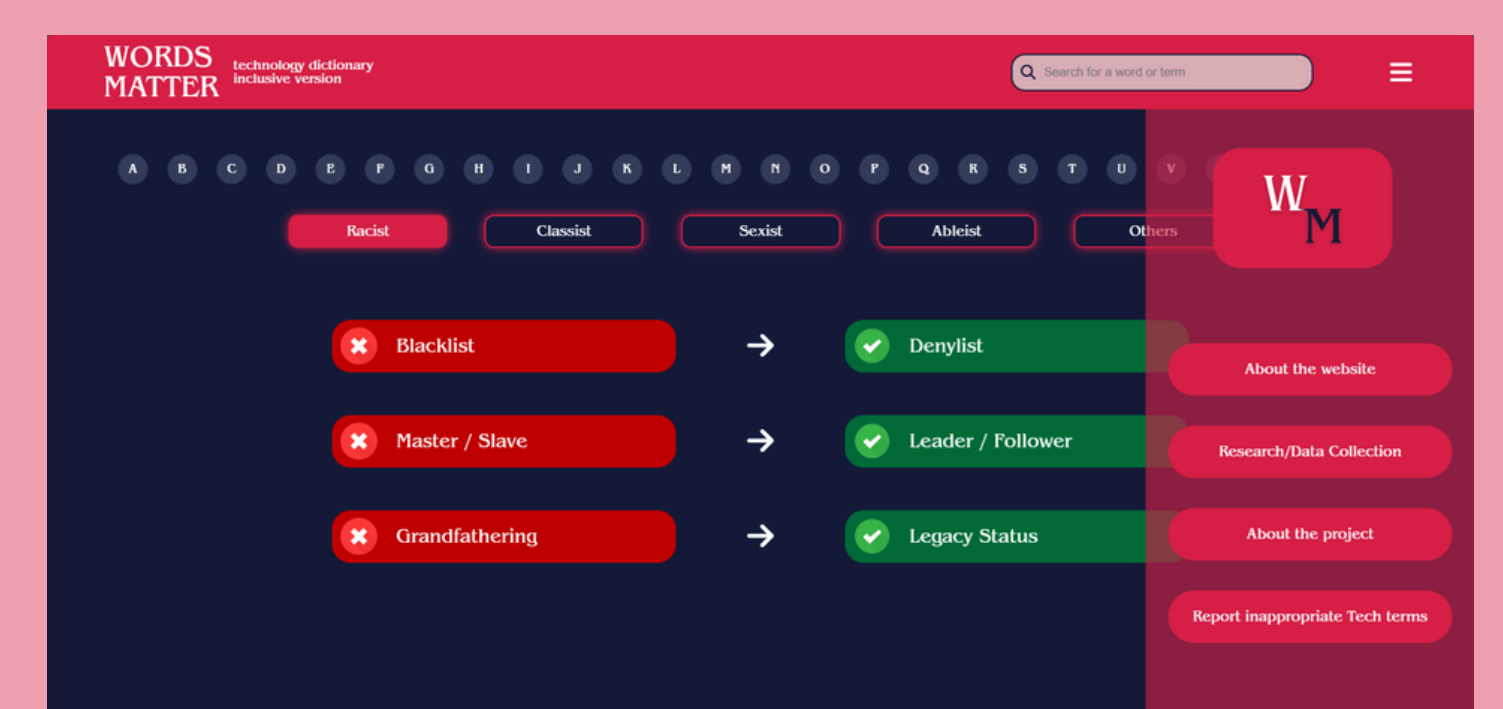 WORDS
MATTER
technology dictionary
inclusive version
Search for a word or term
A B C D E F G H I J K L M N O P Q R S T U V
W
M
Racist Classist Sexist Ableist Others
Blacklist → Denylist
Master / Slave → Leader / Follower
Grandfathering → Legacy Status
About the website
Research/Data Collection
About the project
Report inappropriate Tech terms